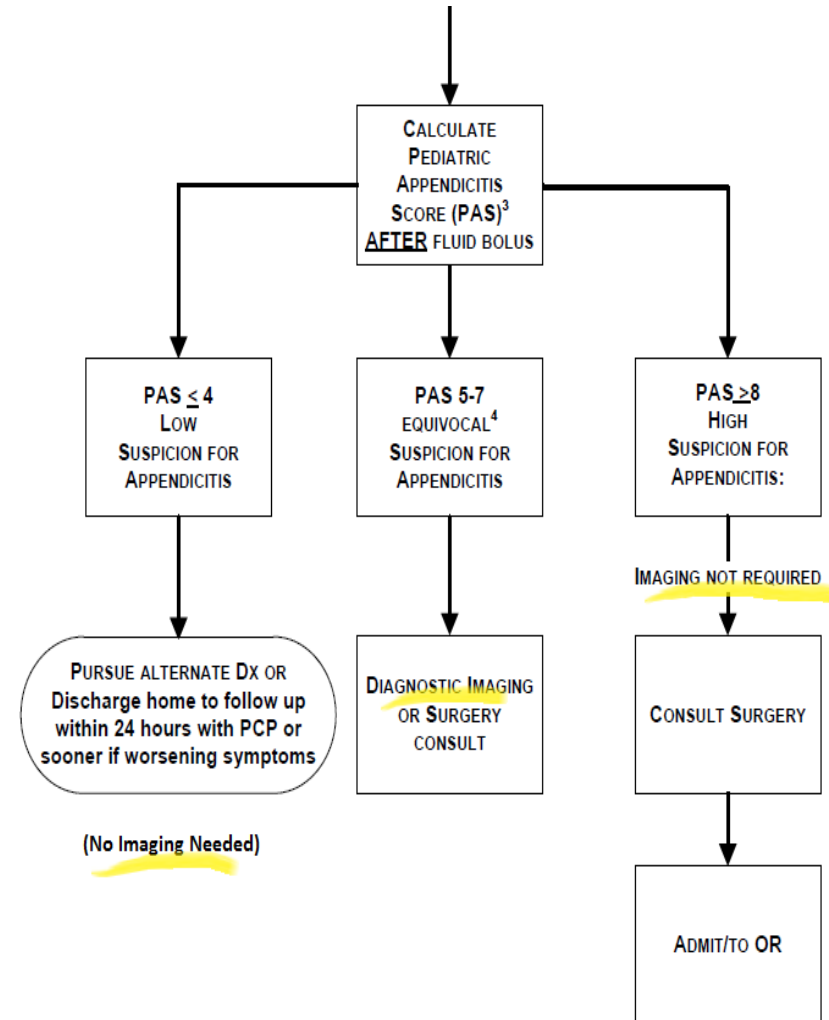 CALCULATE
PEDIATRIC
APPENDICITIS
SCORE (PAS)3
AFTER FLUID BOLUS
PAS < 4
LOW
SUSPICION FOR
APPENDICITIS
PAS 5-7
EQUIVOCAL4
SUSPICION FOR
APPENDICITIS
PAS >8
HIGH
SUSPICION FOR
APPENDICITIS:
IMAGING NOT REQUIRED
PURSUE ALTERNATE DX OR
Discharge home to follow up
within 24 hours with PCP or
sooner if worsening symptoms
DIAGNOSTIC IMAGING
OR SURGERY
CONSULT
CONSULT SURGERY
(No Imaging Needed)
ADMIT/TO OR